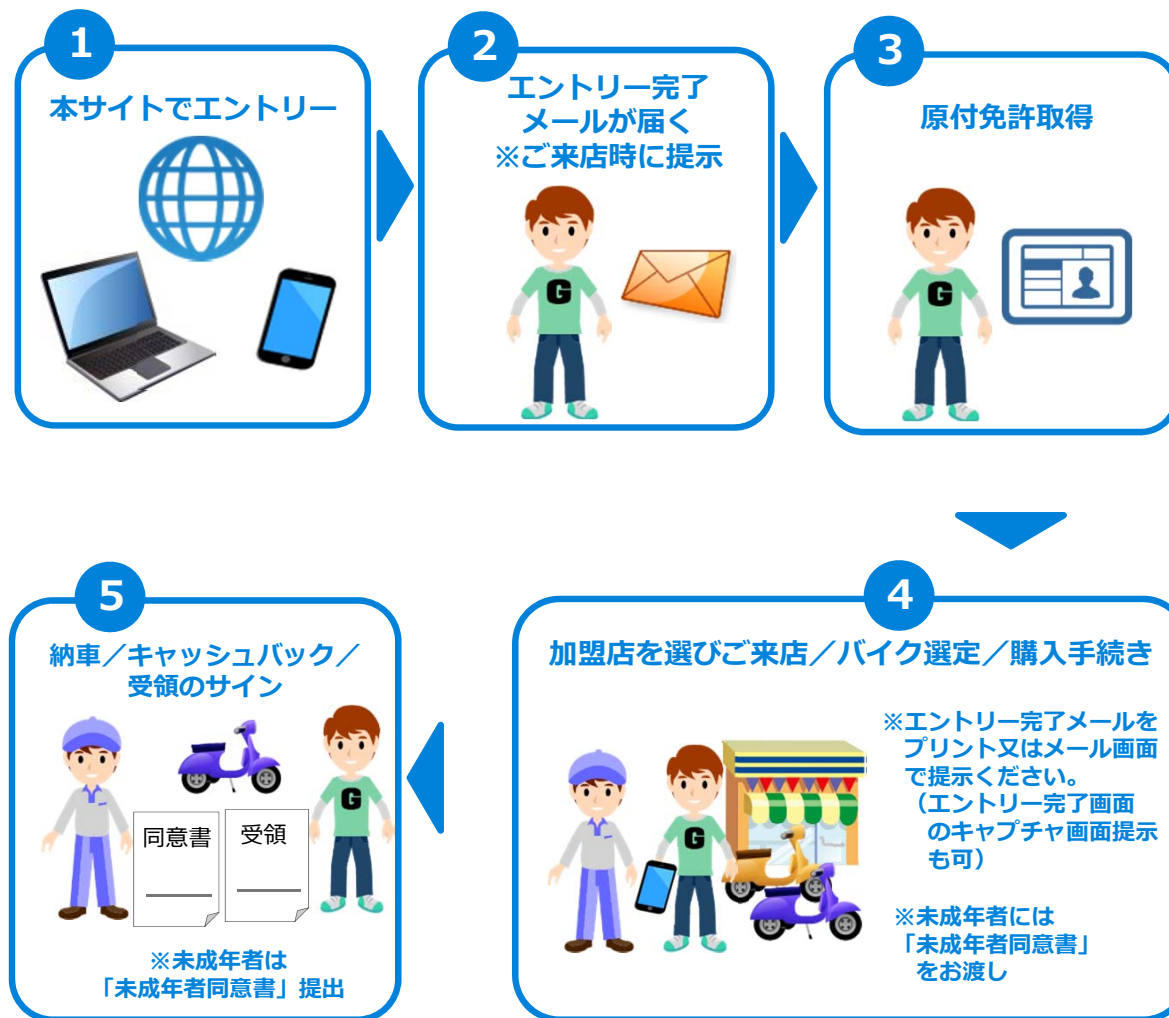 1
本サイトでエントリー
2
エントリー完了
メールが届く
※ご来店時に提示
G
3
原付免許取得
G
4
加盟店を選びご来店／バイク選定／購入手続き
※エントリー完了メールを
プリント又はメール画面
で提示ください。
（エントリー完了画面
のキャプチャ画面提示
も可）
G
※未成年者には
「未成年者同意書」
をお渡し
5
納車／キャッシュバック／
受領のサイン
G
同意書
受領
※未成年者は
「未成年者同意書」提出